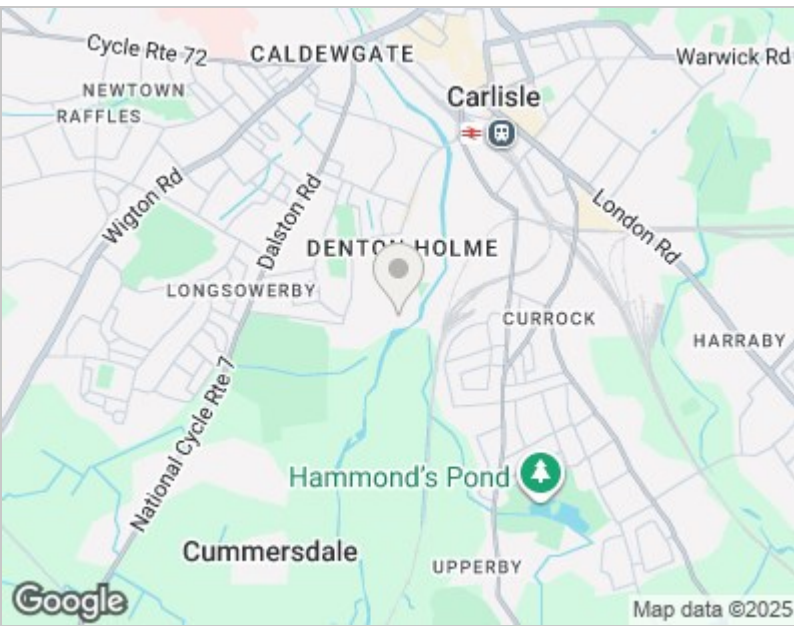 Cycle Rte 72
CALDEWGATE
Warwick Rd
NEWTOWN
RAFFLES
Carlisle
Wigton Rd
Dalston Rd
London Rd
DENTON HOLME
LONGSOWERBY
CURROCK
HARRABY
National Cycle Rte 7
Hammond's Pond
Cummersdale
UPPERBY
Google
Map data ©2025